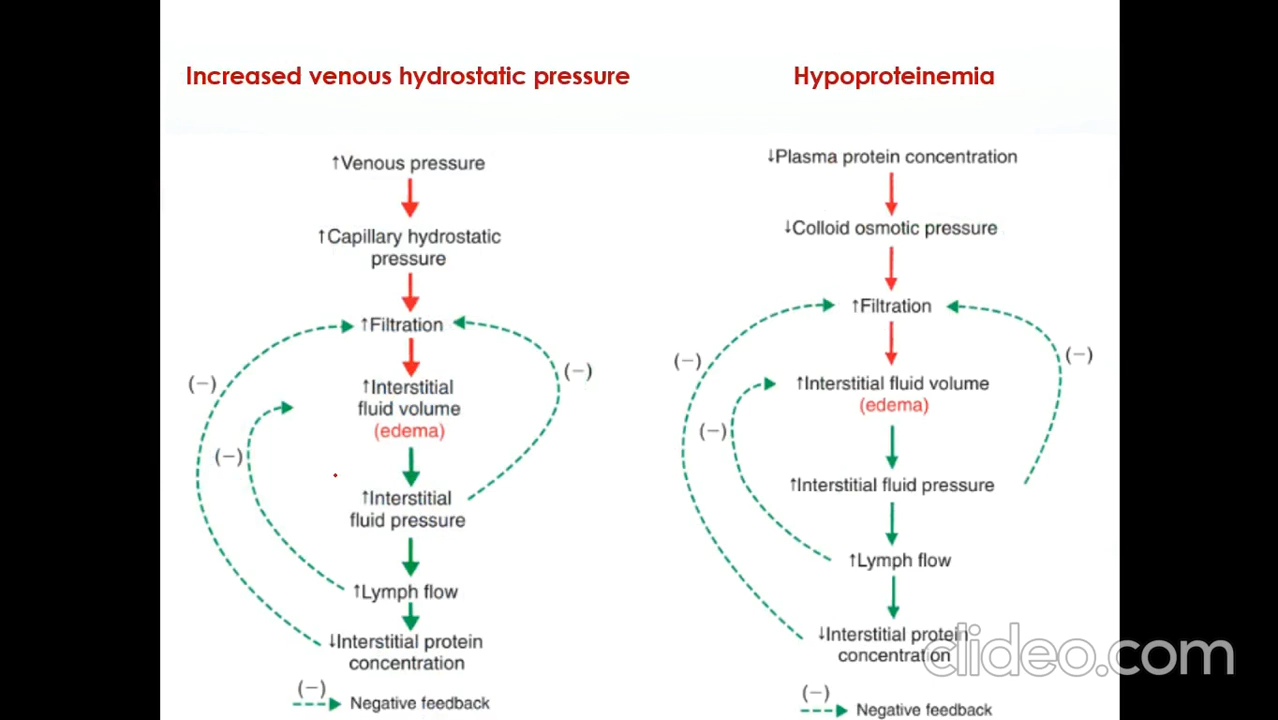 Increased venous hydrostatic pressure
↑Venous pressure
↑Capillary hydrostatic
pressure
↑Filtration
(−)
(−)
↑Interstitial
fluid volume
(edema)
(−)
↑Interstitial
fluid pressure
↑Lymph flow
↓Interstitial protein
concentration
(−)
Negative feedback
Hypoproteinemia
↓Plasma protein concentration
↓Colloid osmotic pressure
↑Filtration
(−)
(−)
↑Interstitial fluid volume
(edema)
(−)
↑Interstitial fluid pressure
↑Lymph flow
↓Interstitial protein
concentration
(−)
Negative feedback
clideo.com